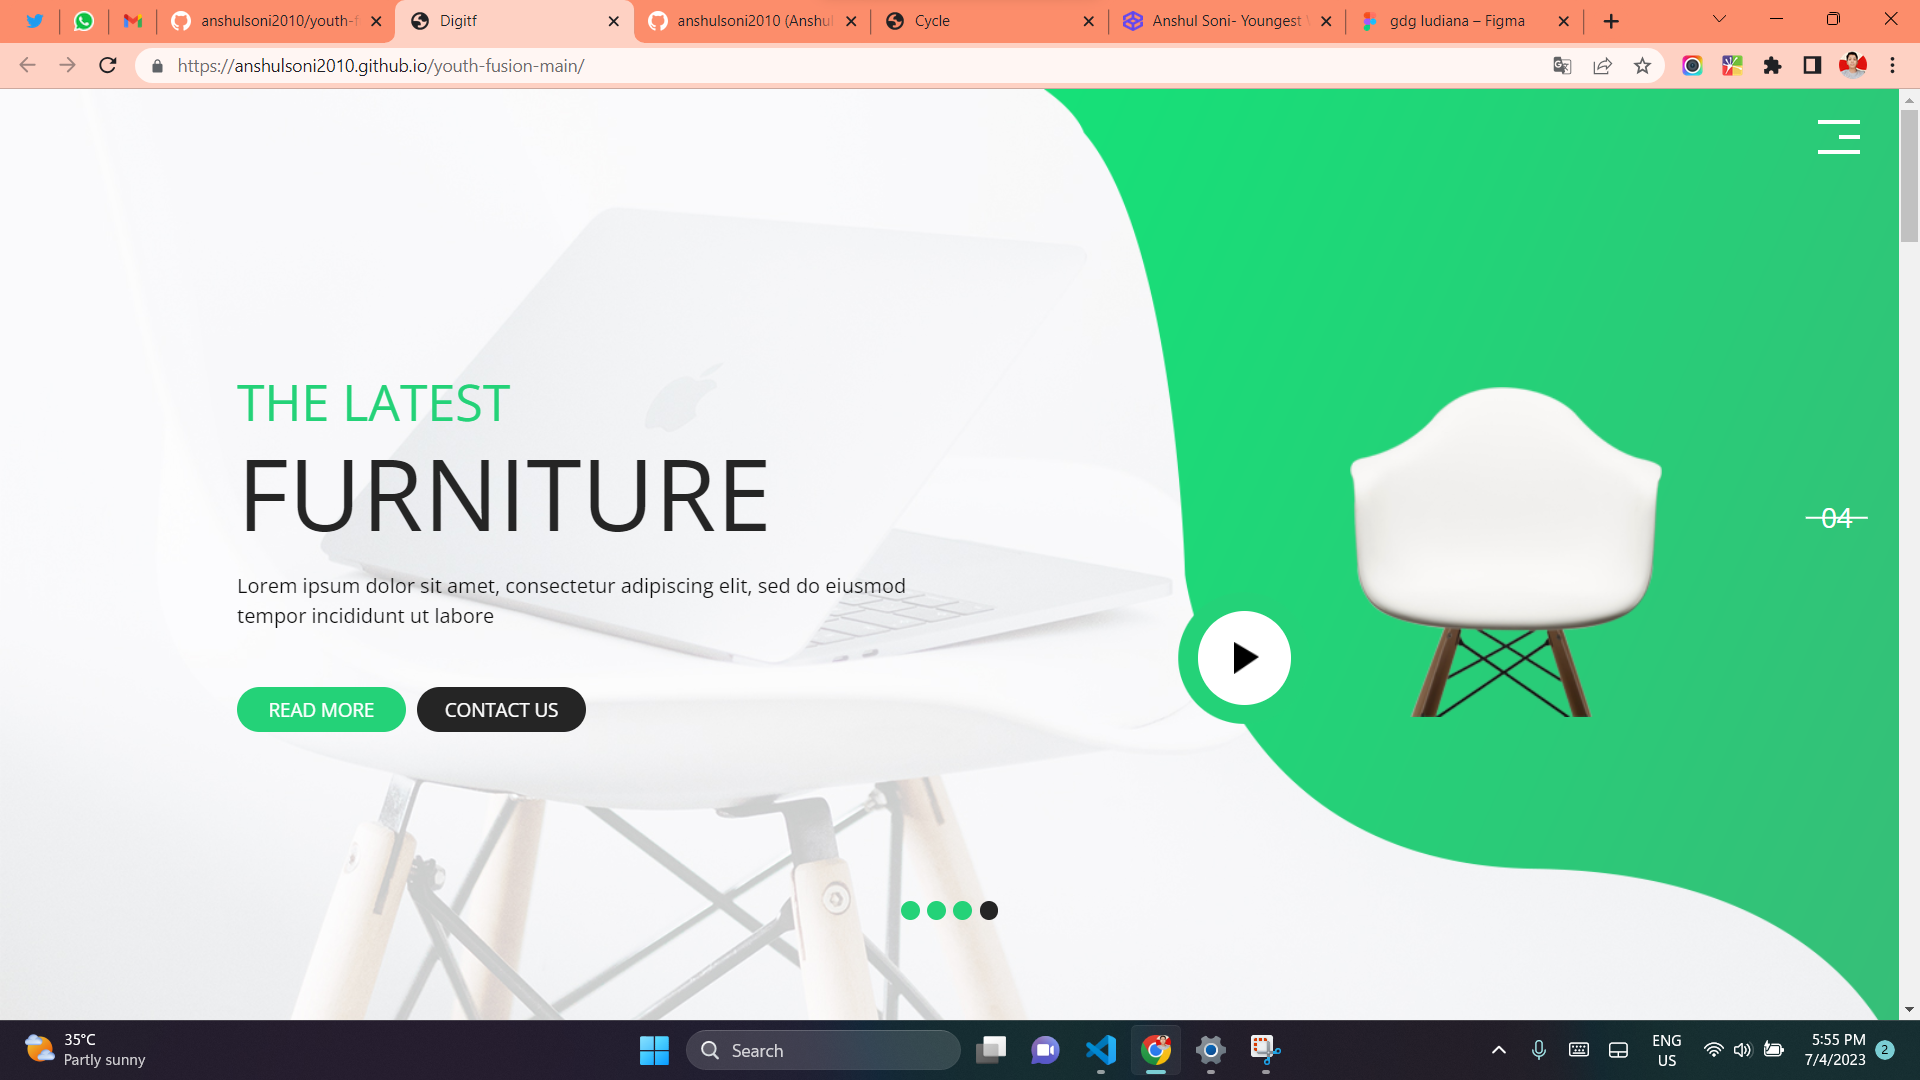 anshulsoni2010/youth-f
Digitf
anshulsoni2010 (Anshul
Cycle
Anshul Soni- Youngest
gdg ludiana – Figma
https://anshulsoni2010.github.io/youth-fusion-main/
THE LATEST
FURNITURE
04
Lorem ipsum dolor sit amet, consectetur adipiscing elit, sed do eiusmod
tempor incididunt ut labore
READ MORE
CONTACT US
35°C
Partly sunny
Search
ENG
US
5:55 PM
7/4/2023
2